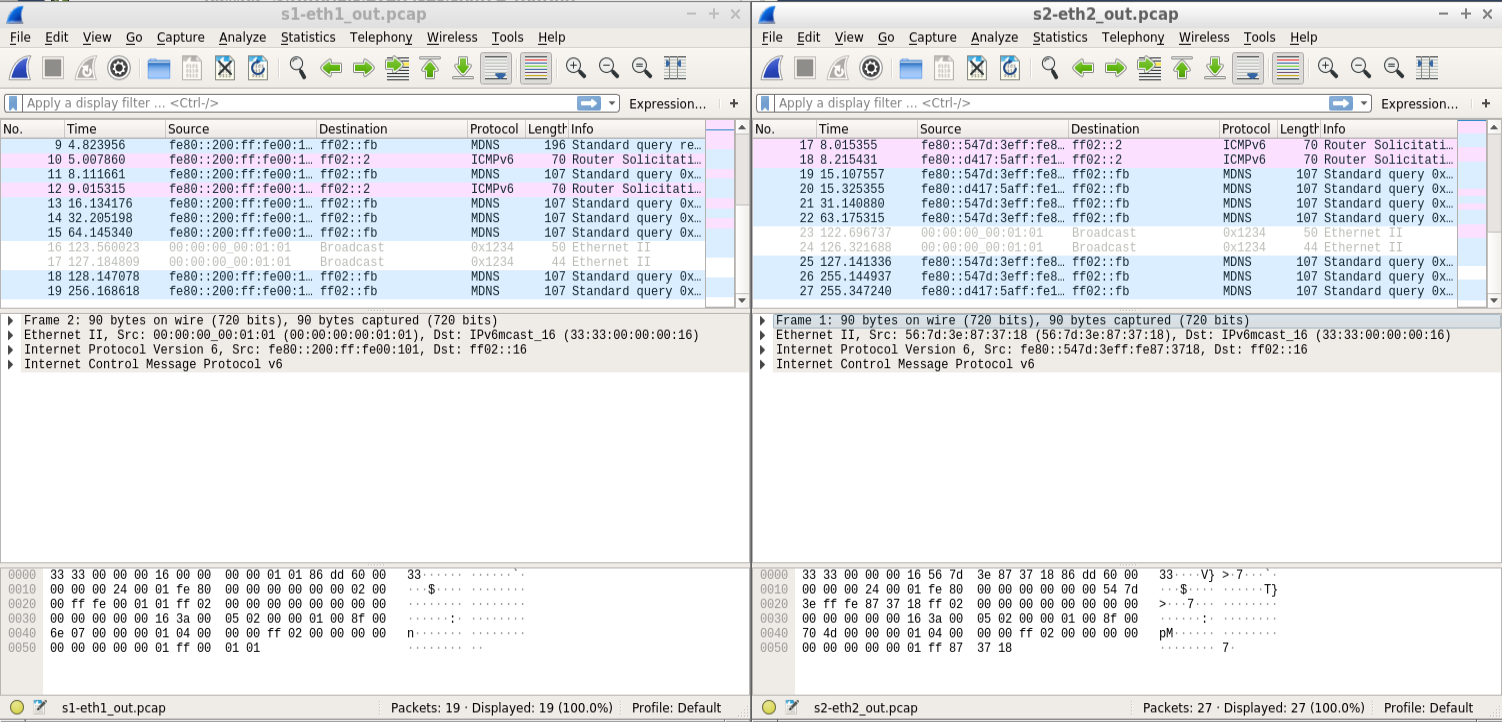 s1-eth1_out.pcap
File Edit View Go Capture Analyze Statistics Telephony Wireless Tools Help
Apply a display filter ... <Ctrl-/> Expression... +
No. Time Source Destination Protocol Length Info
9 4.823956 fe80::200:ff:fe00:1… ff02::fb MDNS 196 Standard query re…
10 5.007860 fe80::200:ff:fe00:1… ff02::2 ICMPv6 70 Router Solicitati…
11 8.111661 fe80::200:ff:fe00:1… ff02::fb MDNS 107 Standard query 0x…
12 9.015315 fe80::200:ff:fe00:1… ff02::2 ICMPv6 70 Router Solicitati…
13 16.134176 fe80::200:ff:fe00:1… ff02::fb MDNS 107 Standard query 0x…
14 32.205198 fe80::200:ff:fe00:1… ff02::fb MDNS 107 Standard query 0x…
15 64.145340 fe80::200:ff:fe00:1… ff02::fb MDNS 107 Standard query 0x…
16 123.560023 00:00:00_00:01:01 Broadcast 0x1234 50 Ethernet II
17 127.184809 00:00:00_00:01:01 Broadcast 0x1234 44 Ethernet II
18 128.147078 fe80::200:ff:fe00:1… ff02::fb MDNS 107 Standard query 0x…
19 256.168618 fe80::200:ff:fe00:1… ff02::fb MDNS 107 Standard query 0x…
Frame 2: 90 bytes on wire (720 bits), 90 bytes captured (720 bits)
Ethernet II, Src: 00:00:00_00:01:01 (00:00:00:00:01:01), Dst: IPv6mcast_16 (33:33:00:00:00:16)
Internet Protocol Version 6, Src: fe80::200:ff:fe00:101, Dst: ff02::16
Internet Control Message Protocol v6
0000 33 33 00 00 00 16 00 00 00 00 01 01 86 dd 60 00 33······ ······`·
0010 00 00 00 24 00 01 fe 80 00 00 00 00 00 00 02 00 ···$···· ········
0020 00 ff fe 00 01 01 ff 02 00 00 00 00 00 00 00 00 ········ ········
0030 00 00 00 00 00 16 3a 00 05 02 00 00 01 00 8f 00 ······:· ········
0040 6e 07 00 00 00 01 04 00 00 00 ff 02 00 00 00 00 n······· ········
0050 00 00 00 00 00 01 ff 00 01 01 ········ ··
s1-eth1_out.pcap Packets: 19 · Displayed: 19 (100.0%) Profile: Default
s2-eth2_out.pcap
File Edit View Go Capture Analyze Statistics Telephony Wireless Tools Help
Apply a display filter ... <Ctrl-/> Expression... +
No. Time Source Destination Protocol Length Info
17 8.015355 fe80::547d:3eff:fe8… ff02::2 ICMPv6 70 Router Solicitati…
18 8.215431 fe80::d417:5aff:fe1… ff02::2 ICMPv6 70 Router Solicitati…
19 15.107557 fe80::547d:3eff:fe8… ff02::fb MDNS 107 Standard query 0x…
20 15.325355 fe80::d417:5aff:fe1… ff02::fb MDNS 107 Standard query 0x…
21 31.140880 fe80::547d:3eff:fe8… ff02::fb MDNS 107 Standard query 0x…
22 63.175315 fe80::547d:3eff:fe8… ff02::fb MDNS 107 Standard query 0x…
23 122.696737 00:00:00_00:01:01 Broadcast 0x1234 50 Ethernet II
24 126.321688 00:00:00_00:01:01 Broadcast 0x1234 44 Ethernet II
25 127.141336 fe80::547d:3eff:fe8… ff02::fb MDNS 107 Standard query 0x…
26 255.144937 fe80::547d:3eff:fe8… ff02::fb MDNS 107 Standard query 0x…
27 255.347240 fe80::d417:5aff:fe1… ff02::fb MDNS 107 Standard query 0x…
Frame 1: 90 bytes on wire (720 bits), 90 bytes captured (720 bits)
Ethernet II, Src: 56:7d:3e:87:37:18 (56:7d:3e:87:37:18), Dst: IPv6mcast_16 (33:33:00:00:00:16)
Internet Protocol Version 6, Src: fe80::547d:3eff:fe87:3718, Dst: ff02::16
Internet Control Message Protocol v6
0000 33 33 00 00 00 16 56 7d 3e 87 37 18 86 dd 60 00 33····V} >·7···`·
0010 00 00 00 24 00 01 fe 80 00 00 00 00 00 00 54 7d ···$···· ······T}
0020 3e ff fe 87 37 18 ff 02 00 00 00 00 00 00 00 00 >···7··· ········
0030 00 00 00 00 00 16 3a 00 05 02 00 00 01 00 8f 00 ······:· ········
0040 70 4d 00 00 00 01 04 00 00 00 ff 02 00 00 00 00 pM······ ········
0050 00 00 00 00 00 01 ff 87 37 18 ········ 7·
s2-eth2_out.pcap Packets: 27 · Displayed: 27 (100.0%) Profile: Default